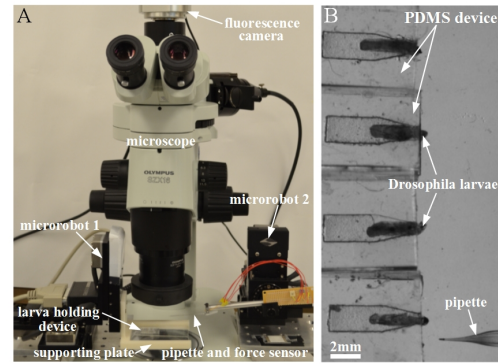 A
fluorescence
camera
microscope
OLYMPUS
SZX16
microrobot 2
microrobot 1
larva holding
device
supporting plate
pipette and force sensor
B
PDMS device
Drosophila larvae
pipette
2mm